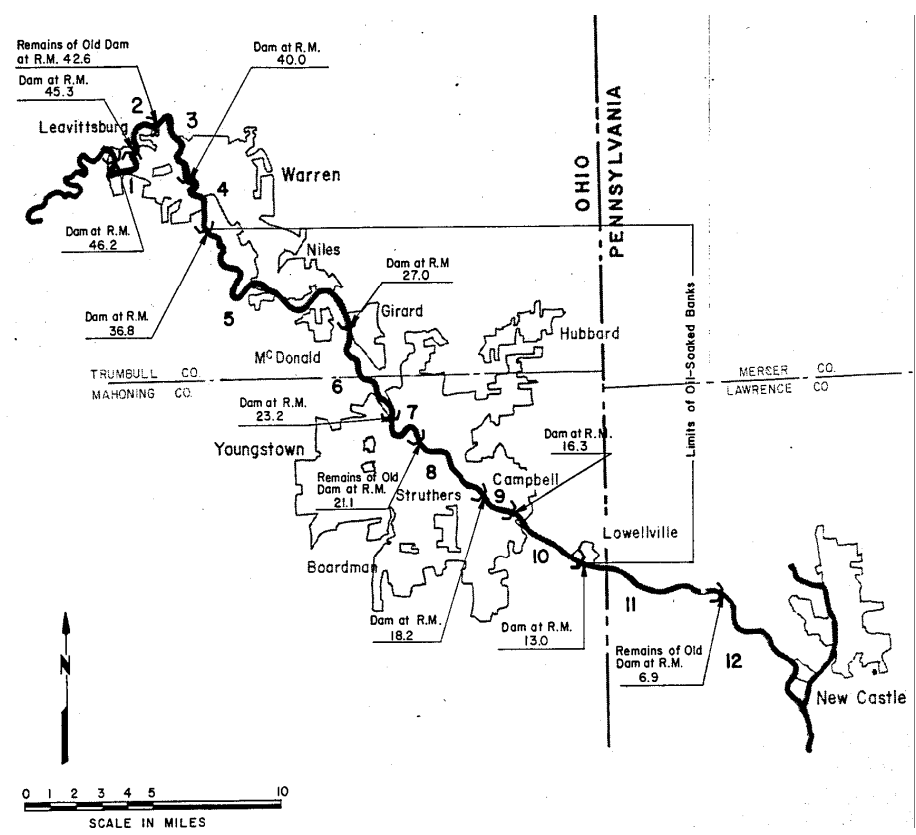 Remains of Old Dam
at R.M. 42.6
Dam at R.M.
40.0
Dam at R.M.
45.3
2
3
Leavittsburg
1
Warren
4
OHIO
PENNSYLVANIA
Dam at R.M.
46.2
Niles
Dam at R.M
27.0
Dam at R.M.
36.8
5
Girard
Hubbard
McDonald
Limits of Oil-Soaked Banks
TRUMBULL CO.
MAHONING CO.
6
MERSER CO.
LAWRENCE CO
Dam at R.M.
23.2
7
Youngstown
8
Dam at R.M.
16.3
Remains of Old
Dam at R.M.
21.1
Campbell
9
Struthers
Lowellville
10
Boardman
11
Dam at R.M.
18.2
Dam at R.M.
13.0
Remains of Old
Dam at R.M.
6.9
12
N
New Castle
0 1 2 3 4 5 10
SCALE IN MILES